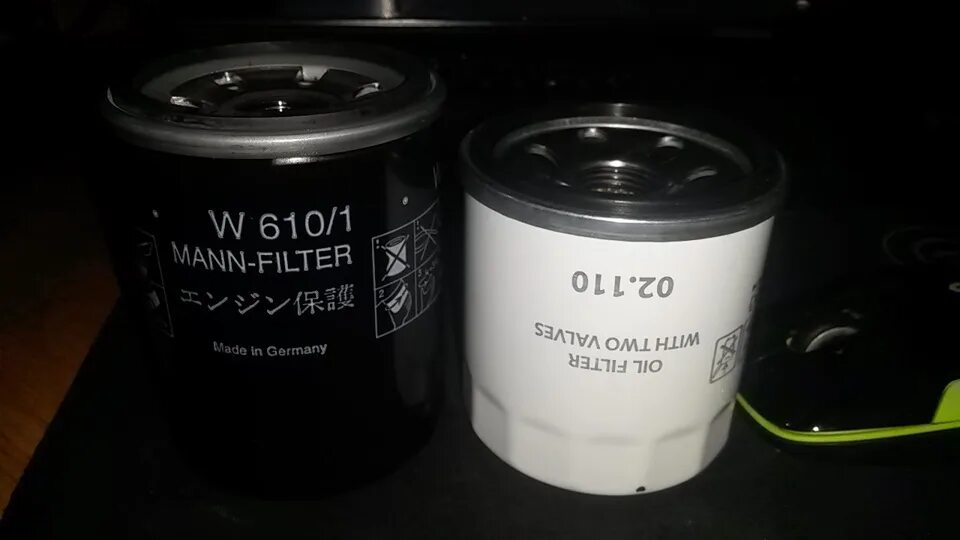 W 610/1
MANN-FILTER
エンジン保護
Made in Germany
OIL FILTER
WITH TWO VALVES
02.110